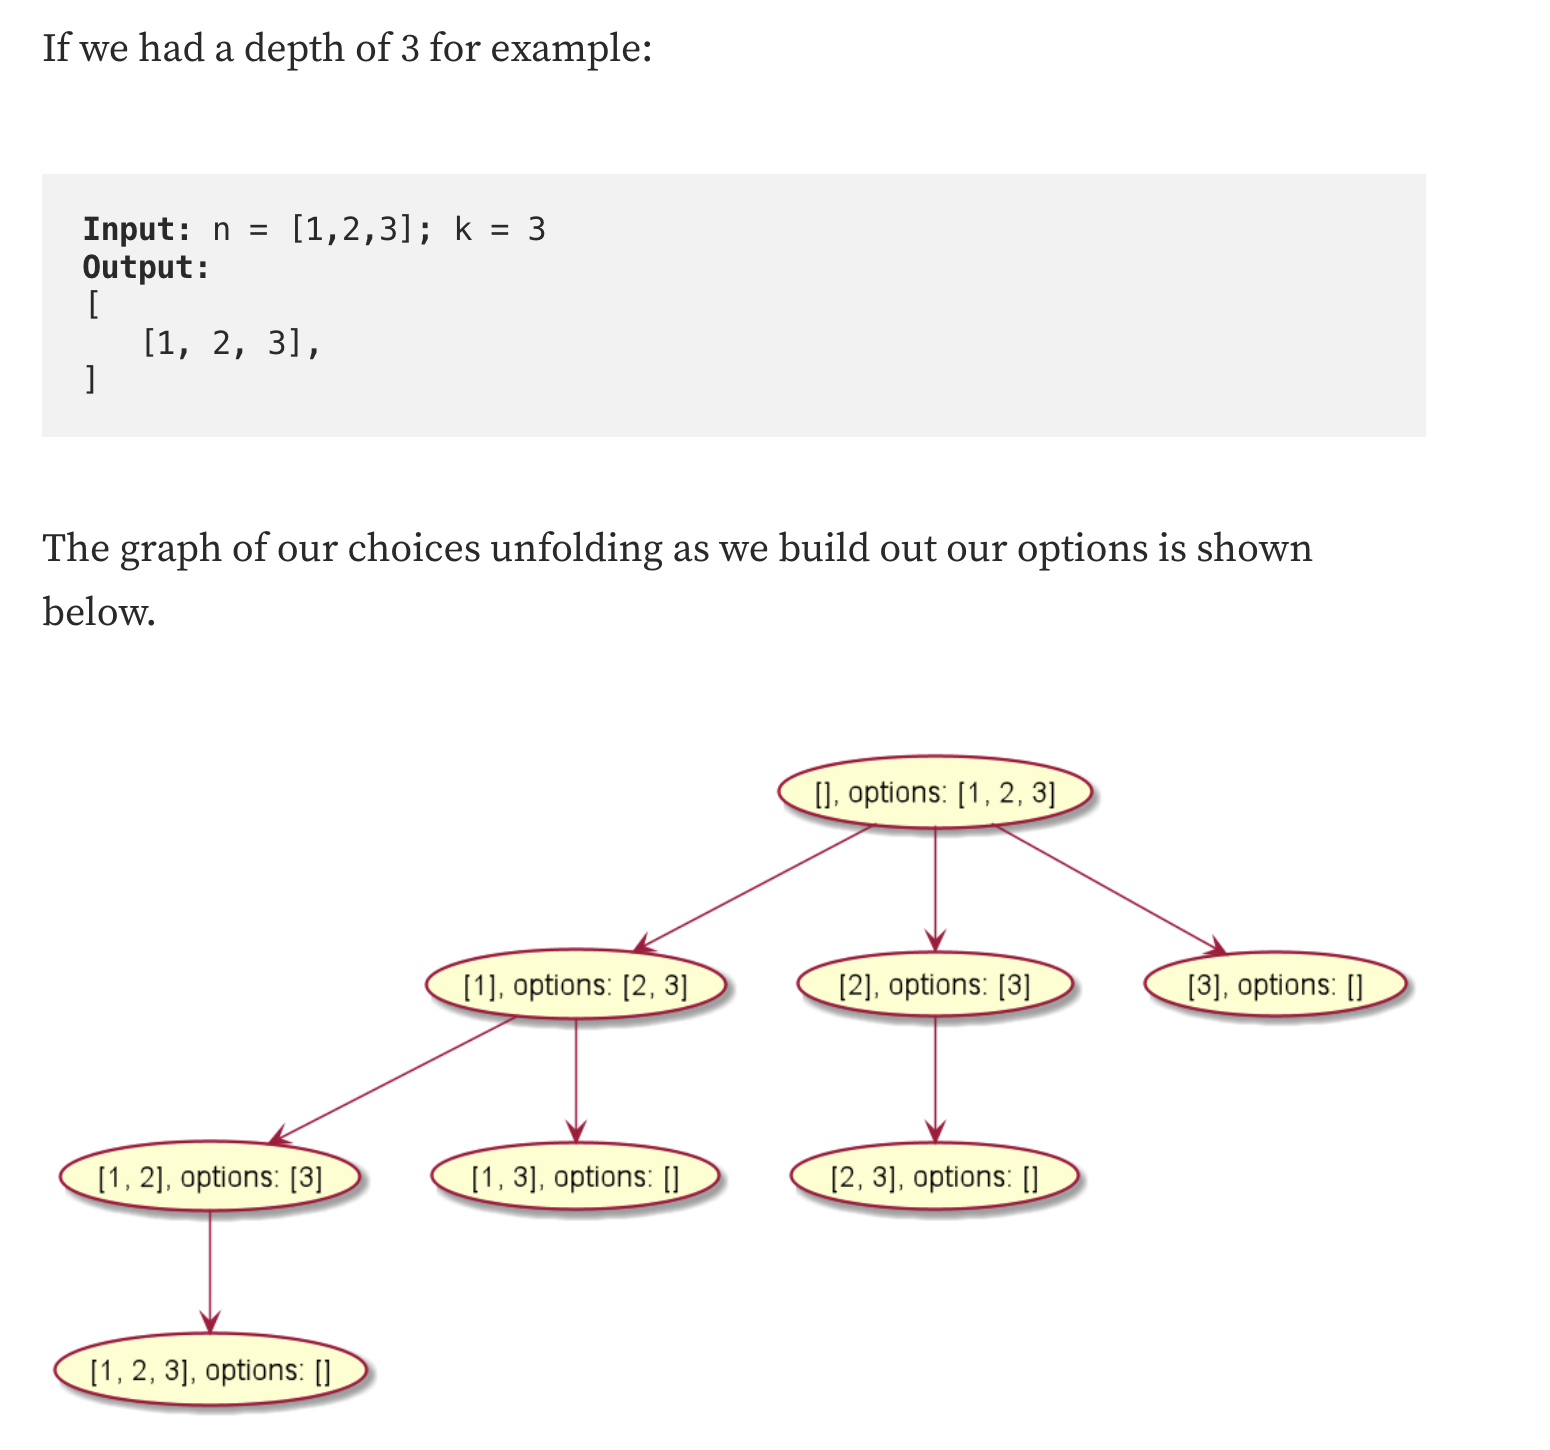 If we had a depth of 3 for example:
Input: n = [1,2,3]; k = 3
Output:
[
[1, 2, 3],
]
The graph of our choices unfolding as we build out our options is shown
below.
[], options: [1, 2, 3]
[1], options: [2, 3]
[2], options: [3]
[3], options: []
[1, 2], options: [3]
[1, 3], options: []
[2, 3], options: []
[1, 2, 3], options: []